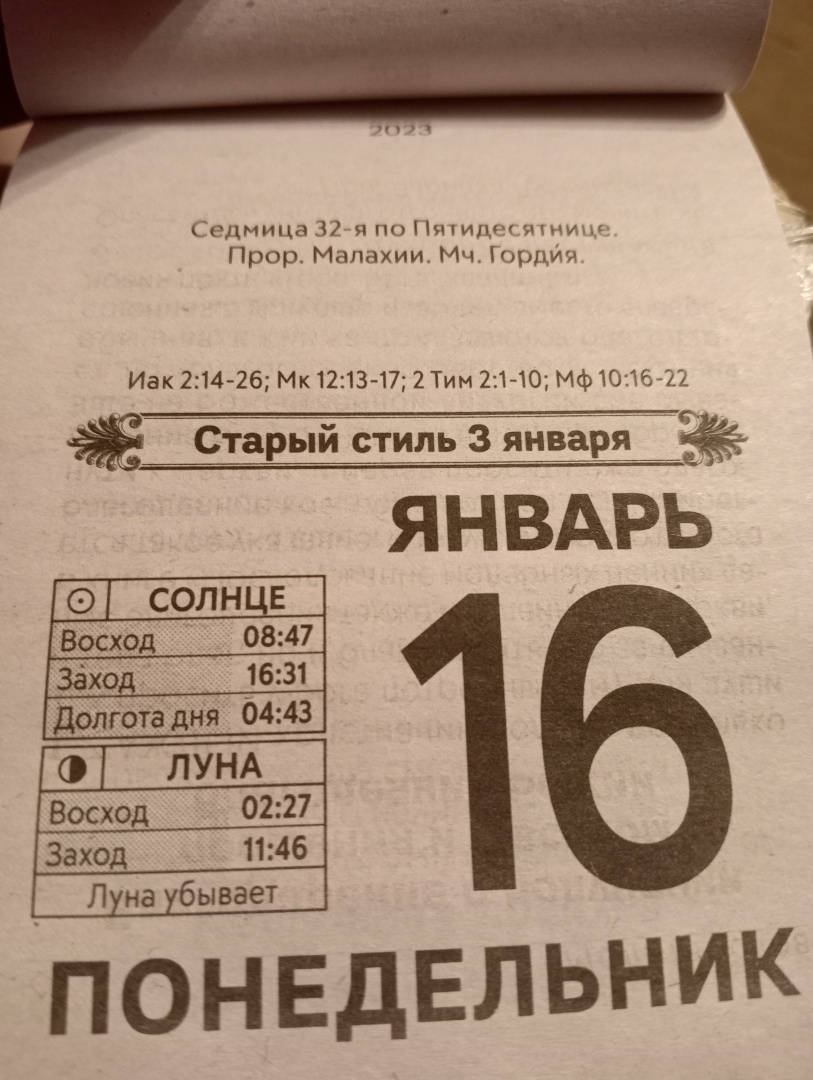 2023
Седмица 32-я по Пятидесятнице.
Прор. Малахии. Мч. Горди́я.
Иак 2:14-26; Мк 12:13-17; 2 Тим 2:1-10; Мф 10:16-22
Старый стиль 3 января
ЯНВАРЬ
16
СОЛНЦЕ
Восход 08:47
Заход 16:31
Долгота дня 04:43
ЛУНА
Восход 02:27
Заход 11:46
Луна убывает
ПОНЕДЕЛЬНИК